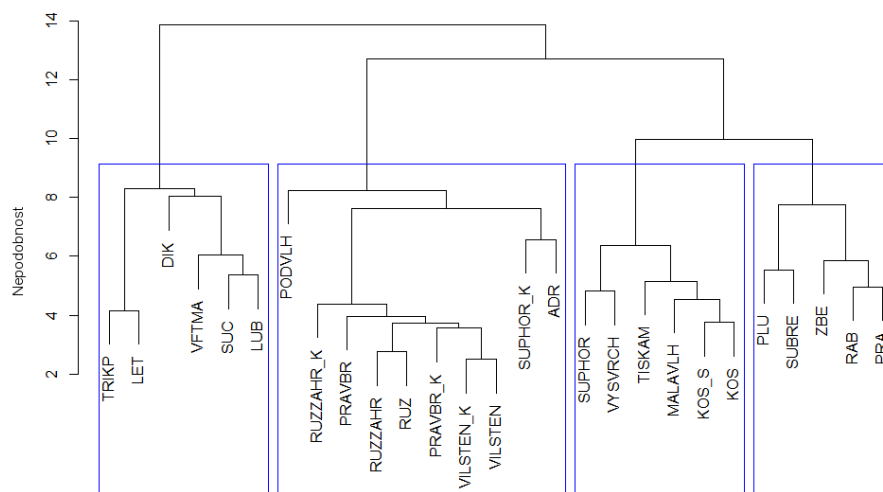 Nepodobnost
14
12
10
8
6
4
2
TRIKP
LET
DIK
VFTMA
SUC
LUB
PODVLH
RUZZAHR_K
PRAVBR
RUZZAHR
RUZ
PRAVBR_K
VILSTEN_K
VILSTEN
SUPHOR_K
ADR
SUPHOR
VYSVRCH
TISKAM
MALAVLH
KOS_S
KOS
PLU
SUBRE
ZBE
RAB
PRA